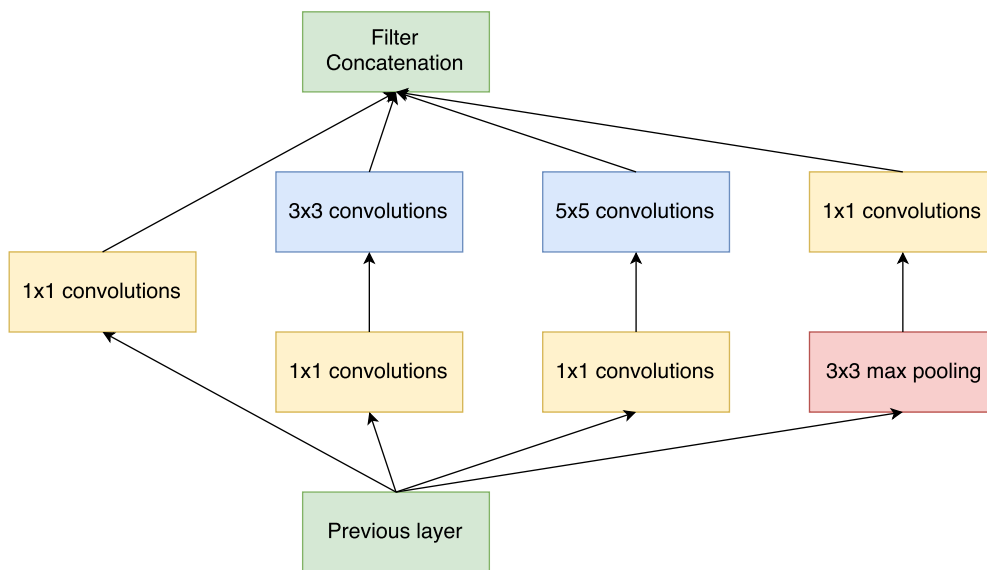 Filter
Concatenation
3x3 convolutions
5x5 convolutions
1x1 convolutions
1x1 convolutions
1x1 convolutions
1x1 convolutions
3x3 max pooling
Previous layer